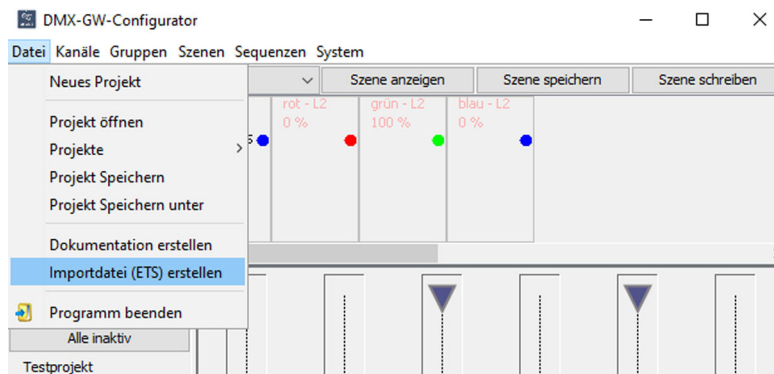 DMX-GW-Configurator
Datei Kanäle Gruppen Szenen Sequenzen System
Neues Projekt
Projekt öffnen
Projekte
Projekt Speichern
Projekt Speichern unter
Dokumentation erstellen
Importdatei (ETS) erstellen
Programm beenden
Szene anzeigen Szene speichern Szene schreiben
rot - L2 grün - L2 blau - L2
0 % 100 % 0 %
Alle inaktiv
Testprojekt